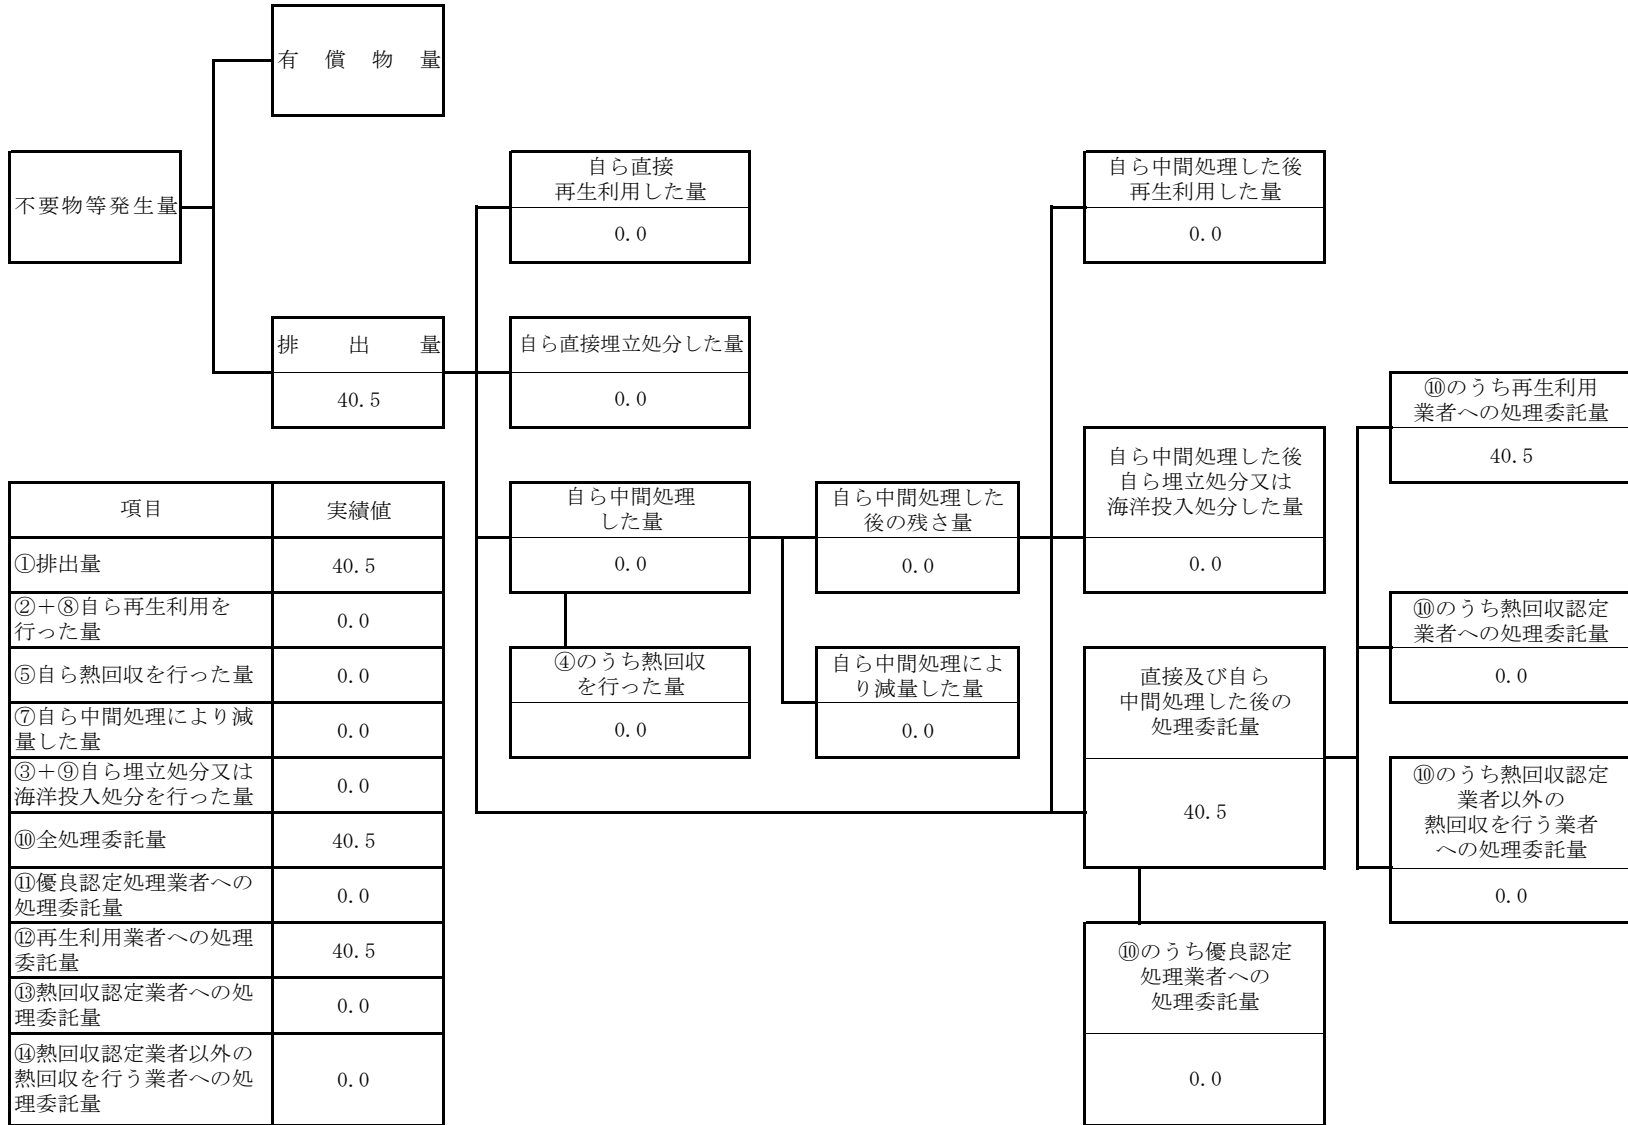 有償物量
不要物等発生量
自ら直接
再生利用した量
0.0
自ら中間処理した後
再生利用した量
0.0
排出量
40.5
自ら直接埋立処分した量
0.0
⑩のうち再生利用
業者への処理委託量
40.5
自ら中間処理した後
自ら埋立処分又は
海洋投入処分した量
0.0
自ら中間処理
した量
0.0
自ら中間処理した
後の残さ量
0.0
⑩のうち熱回収認定
業者への処理委託量
0.0
④のうち熱回収
を行った量
0.0
自ら中間処理によ
り減量した量
0.0
直接及び自ら
中間処理した後の
処理委託量
40.5
⑩のうち熱回収認定
業者以外の
熱回収を行う業者
への処理委託量
0.0
⑩のうち優良認定
処理業者への
処理委託量
0.0
項目 実績値
①排出量 40.5
②+⑧自ら再生利用を
行った量 0.0
⑤自ら熱回収を行った量 0.0
⑦自ら中間処理により減
量した量 0.0
③+⑨自ら埋立処分又は
海洋投入処分を行った量 0.0
⑩全処理委託量 40.5
⑪優良認定処理業者への
処理委託量 0.0
⑫再生利用業者への処理
委託量 40.5
⑬熱回収認定業者への処
理委託量 0.0
⑭熱回収認定業者以外の
熱回収を行う業者への処
理委託量 0.0